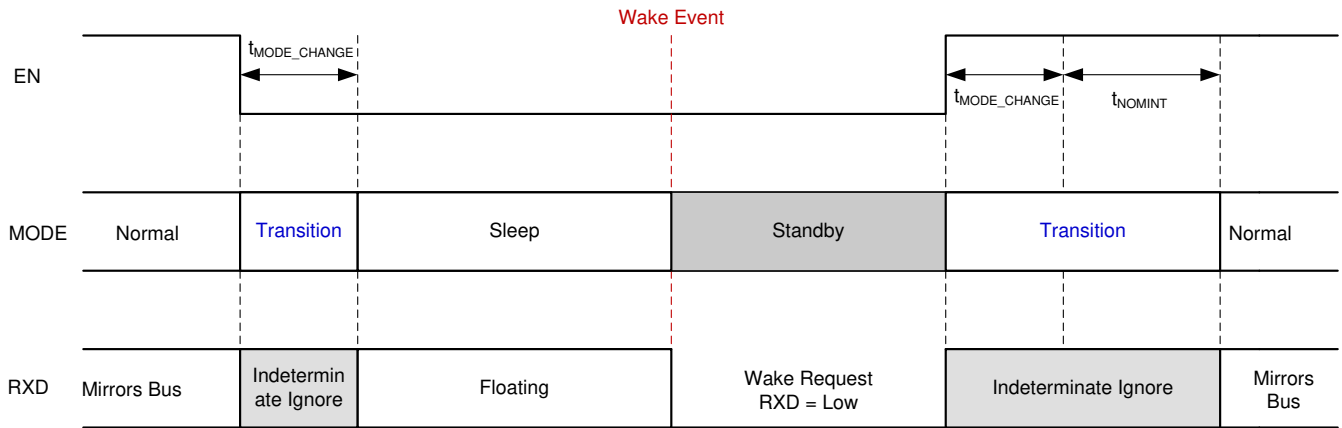 Wake Event
EN
tMODE_CHANGE
tMODE_CHANGE
tNOMINT
MODE
Normal
Transition
Sleep
Standby
Transition
Normal
RXD
Mirrors Bus
Indetermin
ate Ignore
Floating
Wake Request
RXD = Low
Indeterminate Ignore
Mirrors
Bus